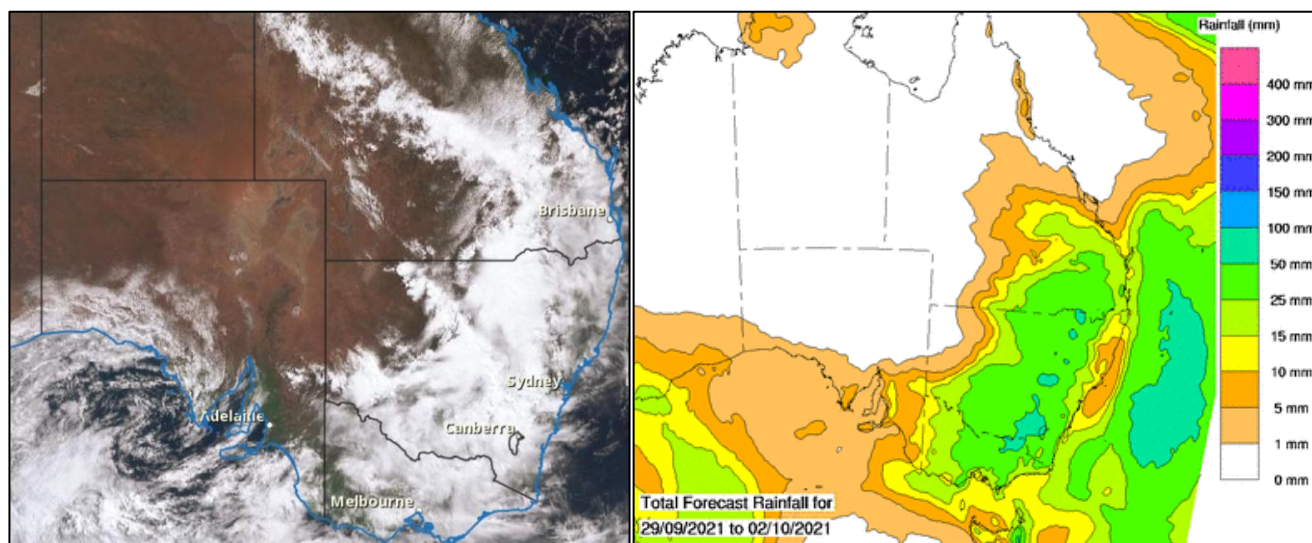 Brisbane
Sydney
Adelaide
Canberra
Melbourne
Rainfall (mm)
400 mm
300 mm
200 mm
150 mm
100 mm
50 mm
25 mm
15 mm
10 mm
5 mm
1 mm
0 mm
Total Forecast Rainfall for
29/09/2021 to 02/10/2021